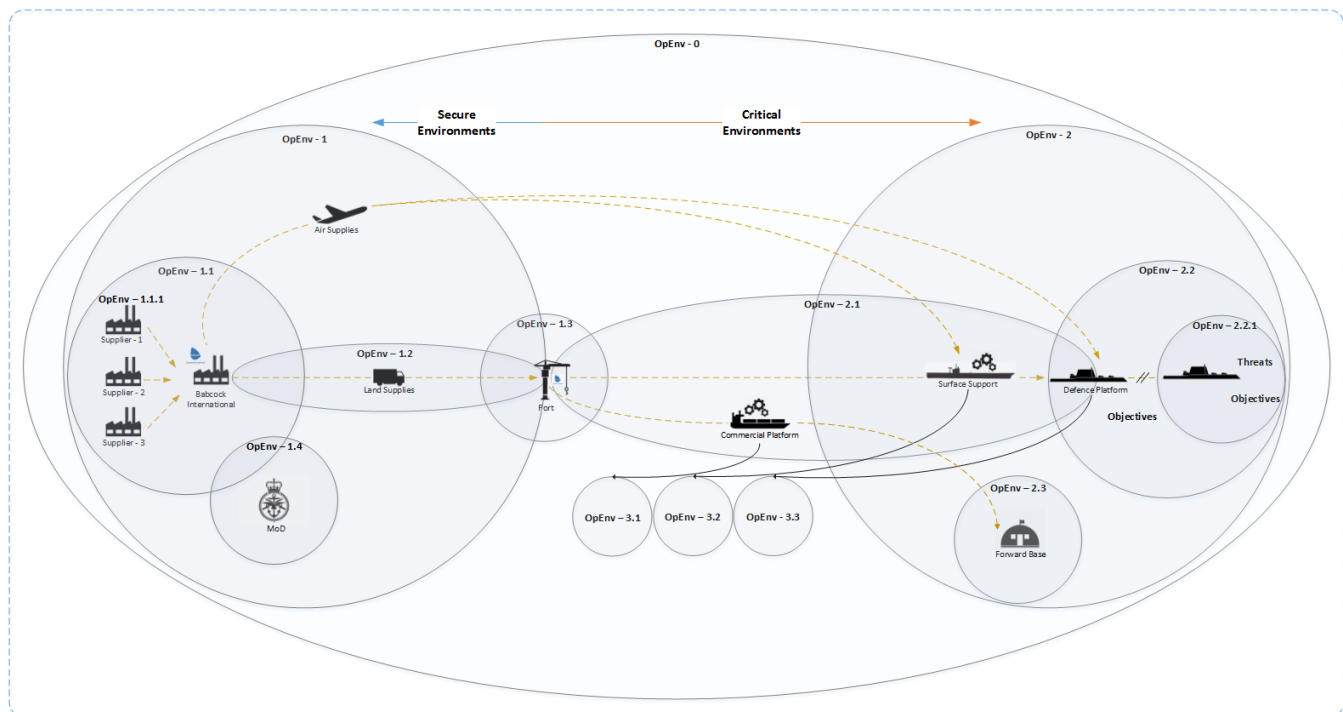 OpEnv - 0
Secure
Environments
Critical
Environments
OpEnv - 1
OpEnv - 2
Air Supplies
OpEnv – 1.1
OpEnv – 2.2
OpEnv – 1.1.1
OpEnv – 2.1
OpEnv – 1.3
OpEnv – 2.2.1
Supplier - 1
OpEnv – 1.2
Threats
Supplier - 2
Babcock
International
Land Supplies
Port
Surface Support
Defence Platform
Objectives
Objectives
Supplier - 3
Commercial Platform
OpEnv – 1.4
MoD
OpEnv – 2.3
OpEnv – 3.1
OpEnv – 3.2
OpEnv - 3.3
Forward Base